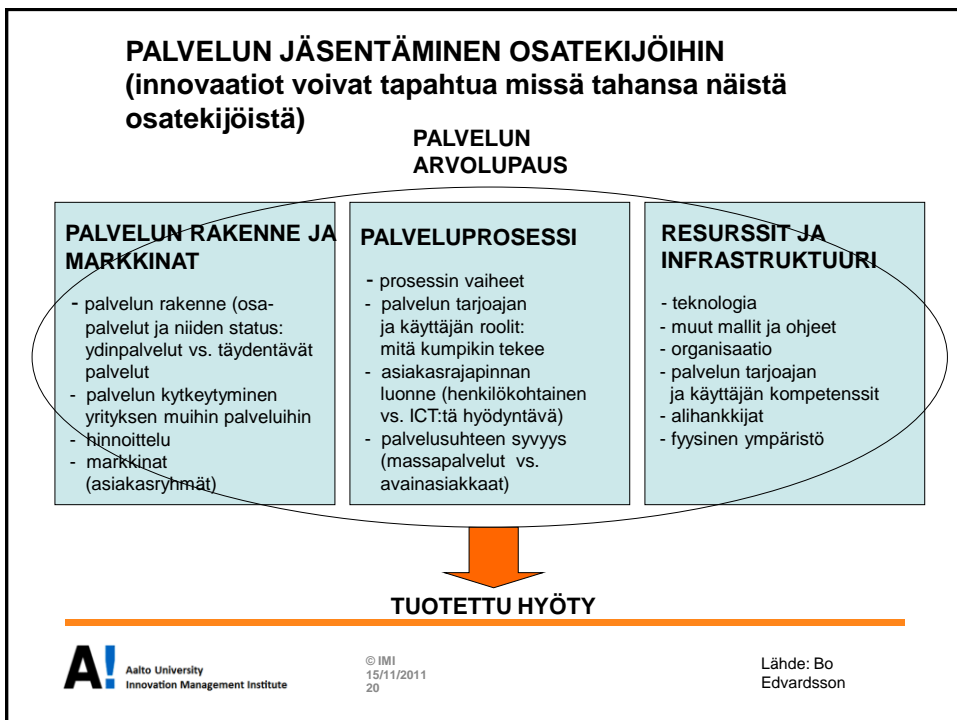 PALVELUN JÄSENTÄMINEN OSATEKIJÖIHIN
(innovaatiot voivat tapahtua missä tahansa näistä
osatekijöistä)
PALVELUN
ARVOLUPAUS
PALVELUN RAKENNE JA
MARKKINAT
- palvelun rakenne (osa-
palvelut ja niiden status:
ydinpalvelut vs. täydentävät
palvelut
- palvelun kytkeytyminen
yrityksen muihin palveluihin
- hinnoittelu
- markkinat
(asiakasryhmät)
PALVELUPROSESSI
- prosessin vaiheet
- palvelun tarjoajan
ja käyttäjän roolit:
mitä kumpikin tekee
- asiakasrajapinnan
luonne (henkilökohtainen
vs. ICT:tä hyödyntävä)
- palvelusuhteen syvyys
(massapalvelut vs.
avainasiakkaat)
RESURSSIT JA
INFRASTRUKTUURI
- teknologia
- muut mallit ja ohjeet
- organisaatio
- palvelun tarjoajan
ja käyttäjän kompetenssit
- alihankkijat
- fyysinen ympäristö
TUOTETTU HYÖTY
A!
Aalto University
Innovation Management Institute
© IMI
15/11/2011
20
Lähde: Bo
Edvardsson